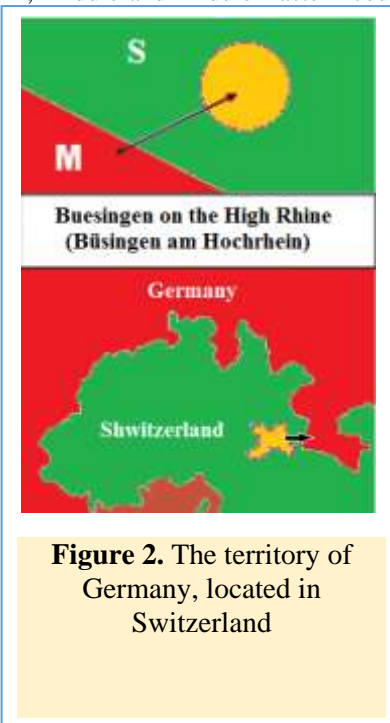 S
M
Buesingen on the High Rhine
(Büsingen am Hochrhein)
Germany
Shwitzerland
Figure 2. The territory of
Germany, located in
Switzerland